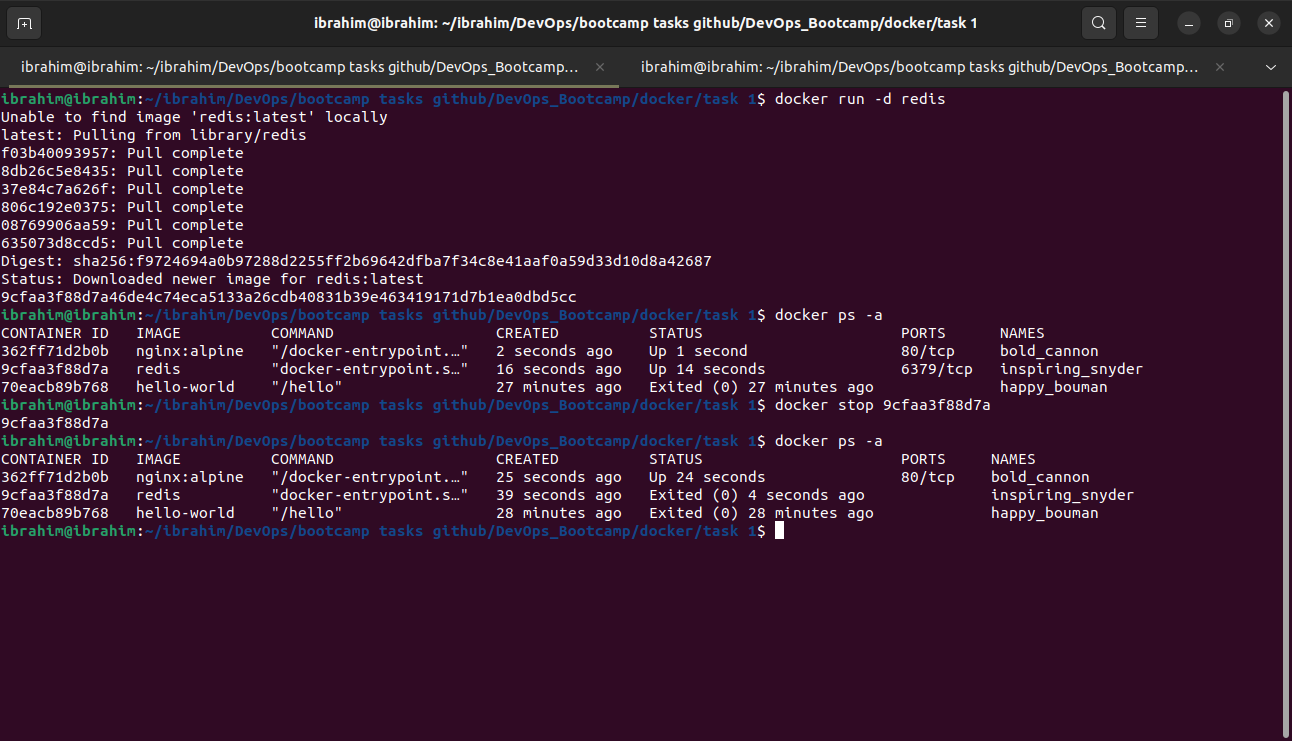 ibrahim@ibrahim: ~/ibrahim/DevOps/bootcamp tasks github/DevOps_Bootcamp/docker/task 1
ibrahim@ibrahim: ~/ibrahim/DevOps/bootcamp tasks github/DevOps_Bootcamp... ibrahim@ibrahim: ~/ibrahim/DevOps/bootcamp tasks github/DevOps_Bootcamp...
ibrahim@ibrahim:~/ibrahim/DevOps/bootcamp tasks github/DevOps_Bootcamp/docker/task 1$ docker run -d redis
Unable to find image 'redis:latest' locally
latest: Pulling from library/redis
f03b40093957: Pull complete
8db26c5e8435: Pull complete
37e84c7a626f: Pull complete
806c192e0375: Pull complete
08769906aa59: Pull complete
635073d8ccd5: Pull complete
Digest: sha256:f9724694a0b97288d2255ff2b69642dfba7f34c8e41aaf0a59d33d10d8a42687
Status: Downloaded newer image for redis:latest
9cfaa3f88d7a46de4c74eca5133a26cdb40831b39e463419171d7b1ea0dbd5cc
ibrahim@ibrahim:~/ibrahim/DevOps/bootcamp tasks github/DevOps_Bootcamp/docker/task 1$ docker ps -a
CONTAINER ID   IMAGE          COMMAND                  CREATED          STATUS                      PORTS      NAMES
362ff71d2b0b   nginx:alpine   "/docker-entrypoint.…"   2 seconds ago    Up 1 second                 80/tcp     bold_cannon
9cfaa3f88d7a   redis          "docker-entrypoint.s…"   16 seconds ago   Up 14 seconds               6379/tcp   inspiring_snyder
70eacb89b768   hello-world    "/hello"                 27 minutes ago   Exited (0) 27 minutes ago              happy_bouman
ibrahim@ibrahim:~/ibrahim/DevOps/bootcamp tasks github/DevOps_Bootcamp/docker/task 1$ docker stop 9cfaa3f88d7a
9cfaa3f88d7a
ibrahim@ibrahim:~/ibrahim/DevOps/bootcamp tasks github/DevOps_Bootcamp/docker/task 1$ docker ps -a
CONTAINER ID   IMAGE          COMMAND                  CREATED          STATUS                      PORTS     NAMES
362ff71d2b0b   nginx:alpine   "/docker-entrypoint.…"   25 seconds ago   Up 24 seconds               80/tcp    bold_cannon
9cfaa3f88d7a   redis          "docker-entrypoint.s…"   39 seconds ago   Exited (0) 4 seconds ago              inspiring_snyder
70eacb89b768   hello-world    "/hello"                 28 minutes ago   Exited (0) 28 minutes ago             happy_bouman
ibrahim@ibrahim:~/ibrahim/DevOps/bootcamp tasks github/DevOps_Bootcamp/docker/task 1$